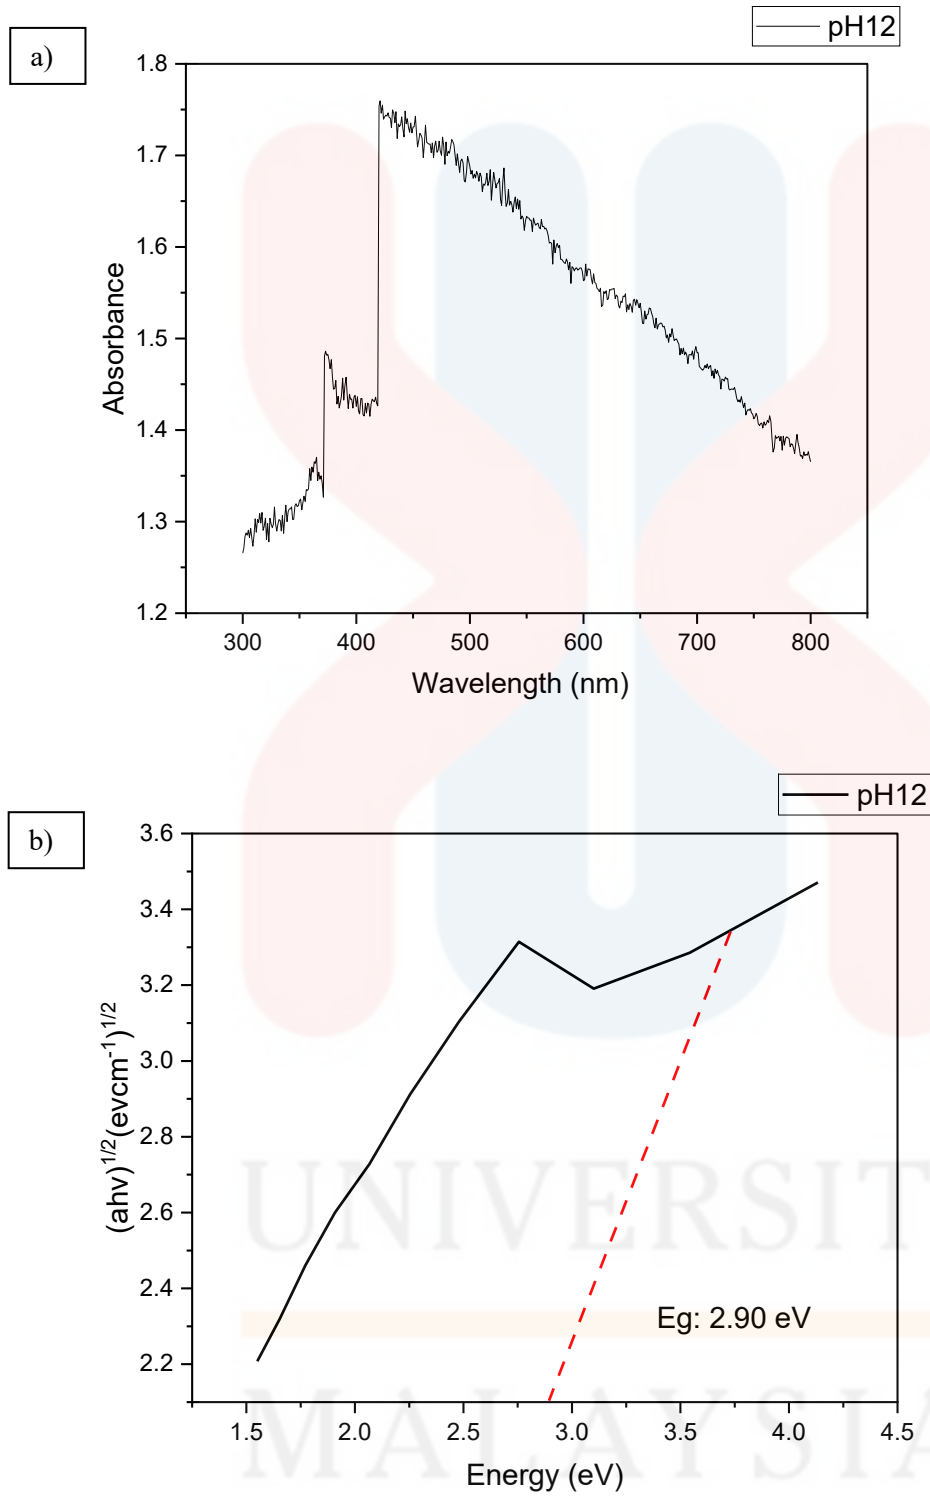 pH12
a)
1.8
1.7
1.6
1.5
1.4
1.3
1.2
Absorbance
300 400 500 600 700 800
Wavelength (nm)
pH12
b)
3.6
3.4
3.2
3.0
2.8
2.6
2.4
2.2
(ahv)^1/2(evcm^-1)^1/2
UNIVERSIT
Eg: 2.90 eV
MALAYSIA
1.5 2.0 2.5 3.0 3.5 4.0 4.5
Energy (eV)